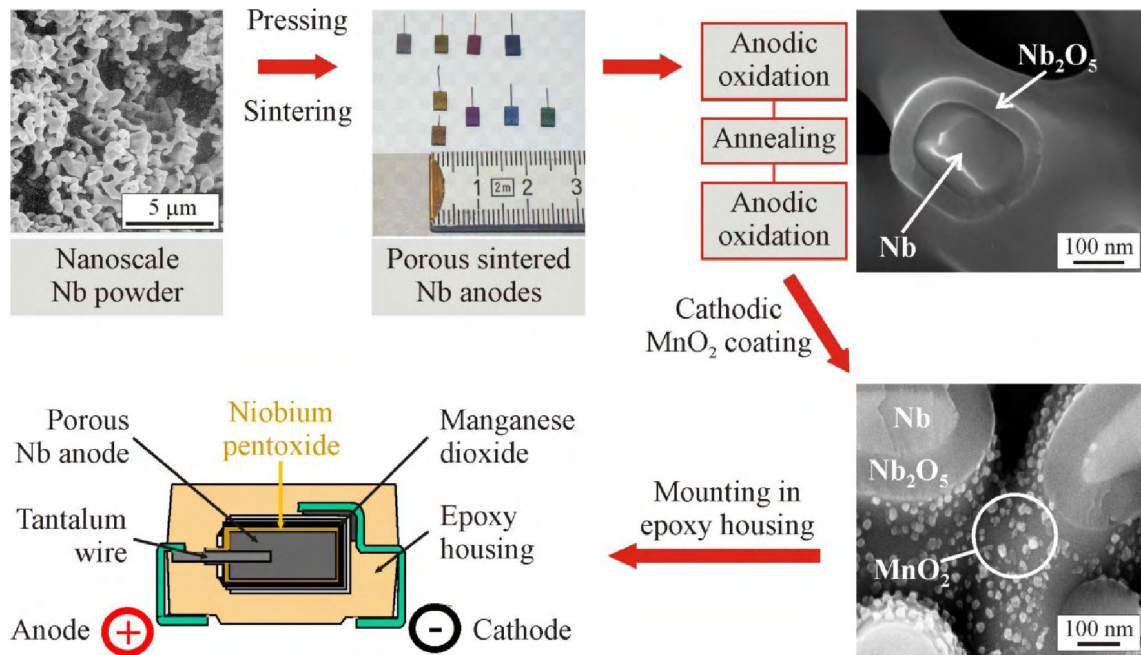 Pressing
Sintering
5 μm
Nanoscale
Nb powder
1 2m 2 3
Porous sintered
Nb anodes
Anodic
oxidation
Annealing
Anodic
oxidation
Nb₂O₅
Nb
100 nm
Cathodic
MnO₂ coating
Nb
Nb₂O₅
MnO₂
100 nm
Mounting in
epoxy housing
Porous
Nb anode
Niobium
pentoxide
Manganese
dioxide
Tantalum
wire
Epoxy
housing
Anode +
- Cathode